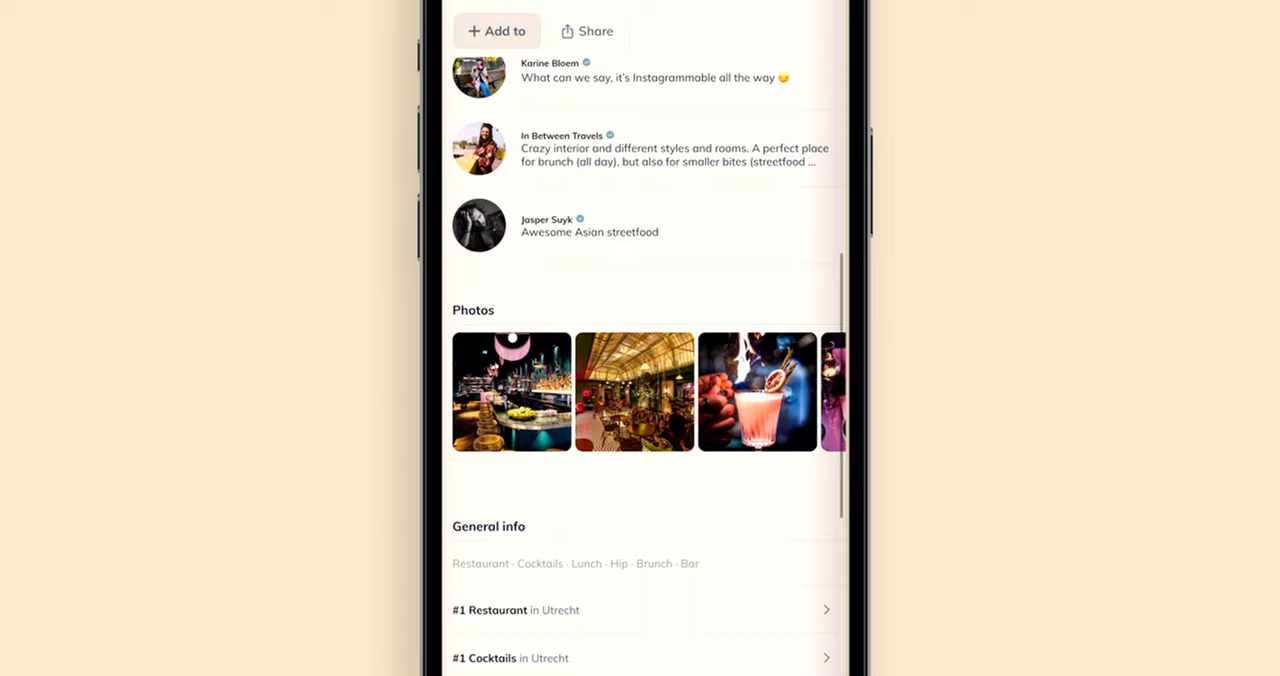 + Add to
Share
Karine Bloem
What can we say, it's Instagrammable all the way 😏
In Between Travels
Crazy interior and different styles and rooms. A perfect place
for brunch (all day), but also for smaller bites (streetfood ...
Jasper Suyk
Awesome Asian streetfood
Photos
General info
Restaurant · Cocktails · Lunch · Hip · Brunch · Bar
#1 Restaurant in Utrecht
#1 Cocktails in Utrecht